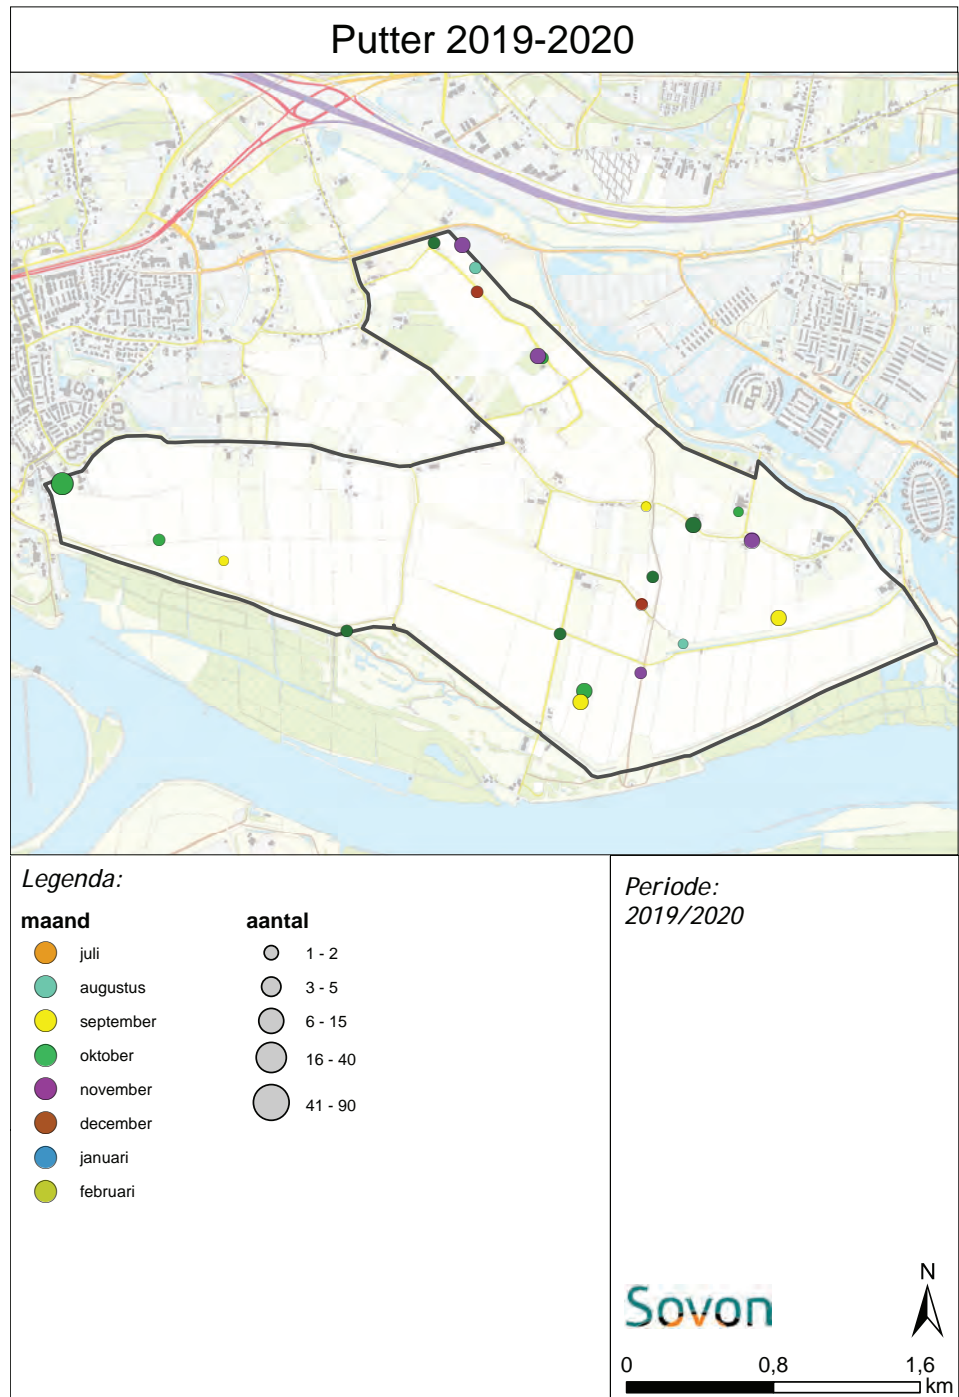 Putter 2019-2020
Legenda:
maand
juli
augustus
september
oktober
november
december
januari
februari
aantal
1 - 2
3 - 5
6 - 15
16 - 40
41 - 90
Periode:
2019/2020
Sovon
N
0 0,8 1,6
km